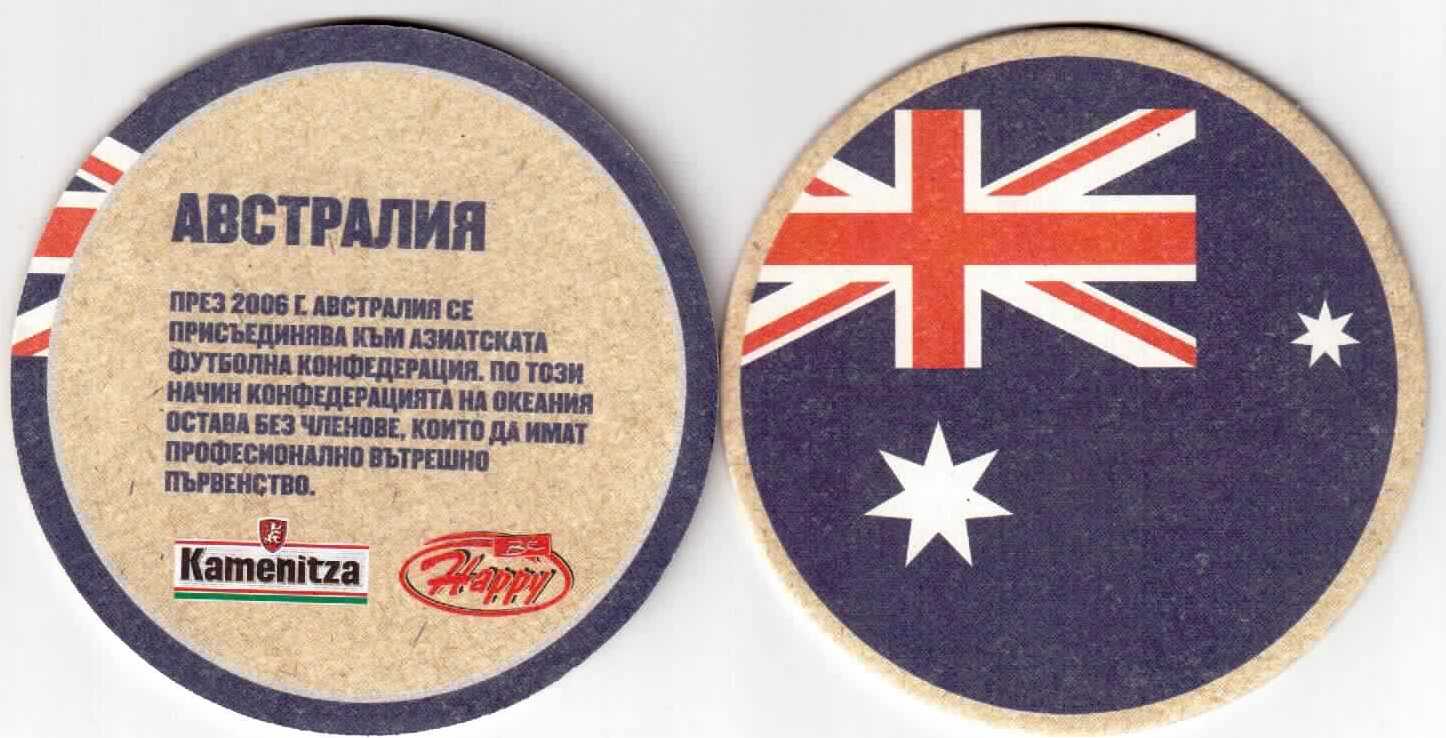 АВСТРАЛИЯ
ПРЕЗ 2006 Г. АВСТРАЛИЯ СЕ
ПРИСЪЕДИНЯВА КЪМ АЗИАТСКАТА
ФУТБОЛНА КОНФЕДЕРАЦИЯ. ПО ТОЗИ
НАЧИН КОНФЕДЕРАЦИЯТА НА ОКЕАНИЯ
ОСТАВА БЕЗ ЧЛЕНОВЕ, КОИТО ДА ИМАТ
ПРОФЕСИОНАЛНО ВЪТРЕШНО
ПЪРВЕНСТВО.
Kamenitza
Happy